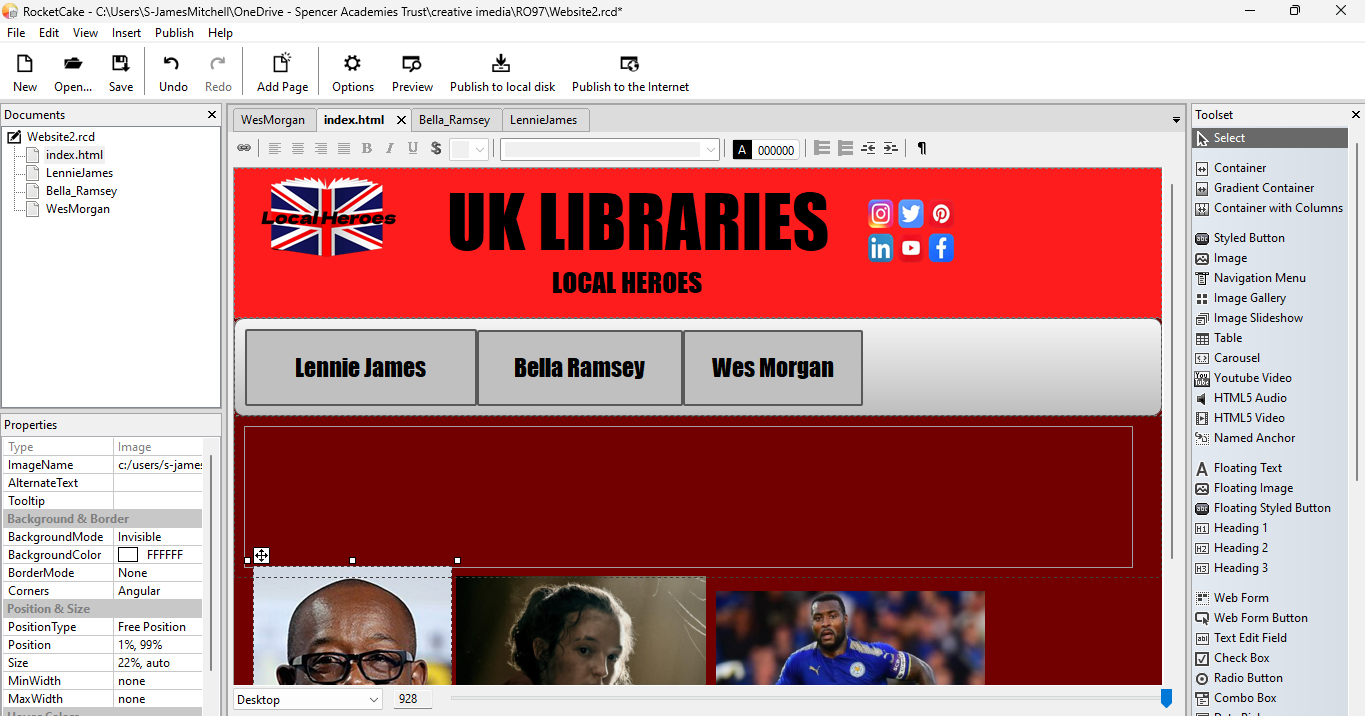 RocketCake - C:\Users\S-JamesMitchell\OneDrive - Spencer Academies Trust\creative imedia\RO97\Website2.rcd*
File Edit View Insert Publish Help
New Open... Save Undo Redo Add Page Options Preview Publish to local disk Publish to the Internet
Documents
Website2.rcd
index.html
LennieJames
Bella_Ramsey
WesMorgan
Properties
Type Image
ImageName c:/users/s-james
AlternateText
Tooltip
Background & Border
BackgroundMode Invisible
BackgroundColor FFFFFF
BorderMode None
Corners Angular
Position & Size
PositionType Free Position
Position 1%, 99%
Size 22%, auto
MinWidth none
MaxWidth none
WesMorgan index.html Bella_Ramsey LennieJames
B I U $ A 000000 ¶
LocalHeroes
UK LIBRARIES
LOCAL HEROES
in
Lennie James Bella Ramsey Wes Morgan
Desktop 928
Toolset
Select
Container
Gradient Container
Container with Columns
Styled Button
Image
Navigation Menu
Image Gallery
Image Slideshow
Table
Carousel
Youtube Video
HTML5 Audio
HTML5 Video
Named Anchor
Floating Text
Floating Image
Floating Styled Button
Heading 1
Heading 2
Heading 3
Web Form
Web Form Button
Text Edit Field
Check Box
Radio Button
Combo Box